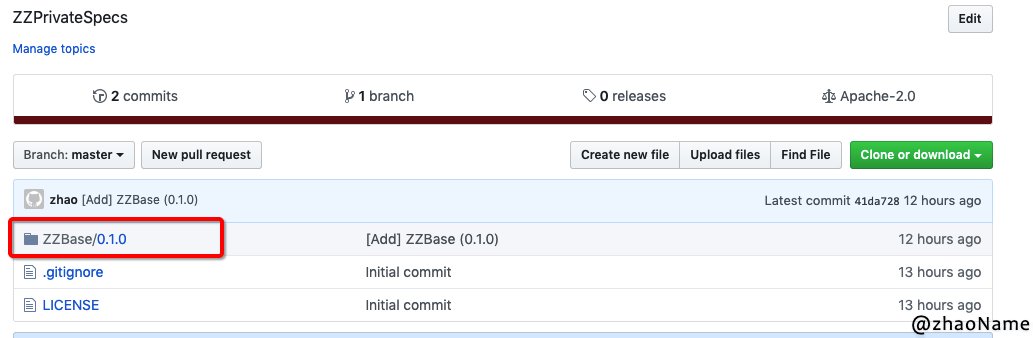 ZZPrivateSpecs
Edit
Manage topics
2 commits 1 branch 0 releases Apache-2.0
Branch: master New pull request Create new file Upload files Find File Clone or download
zhao [Add] ZZBase (0.1.0) Latest commit 41da728 12 hours ago
ZZBase/0.1.0 [Add] ZZBase (0.1.0) 12 hours ago
.gitignore Initial commit 13 hours ago
LICENSE Initial commit 13 hours ago
@zhaoName